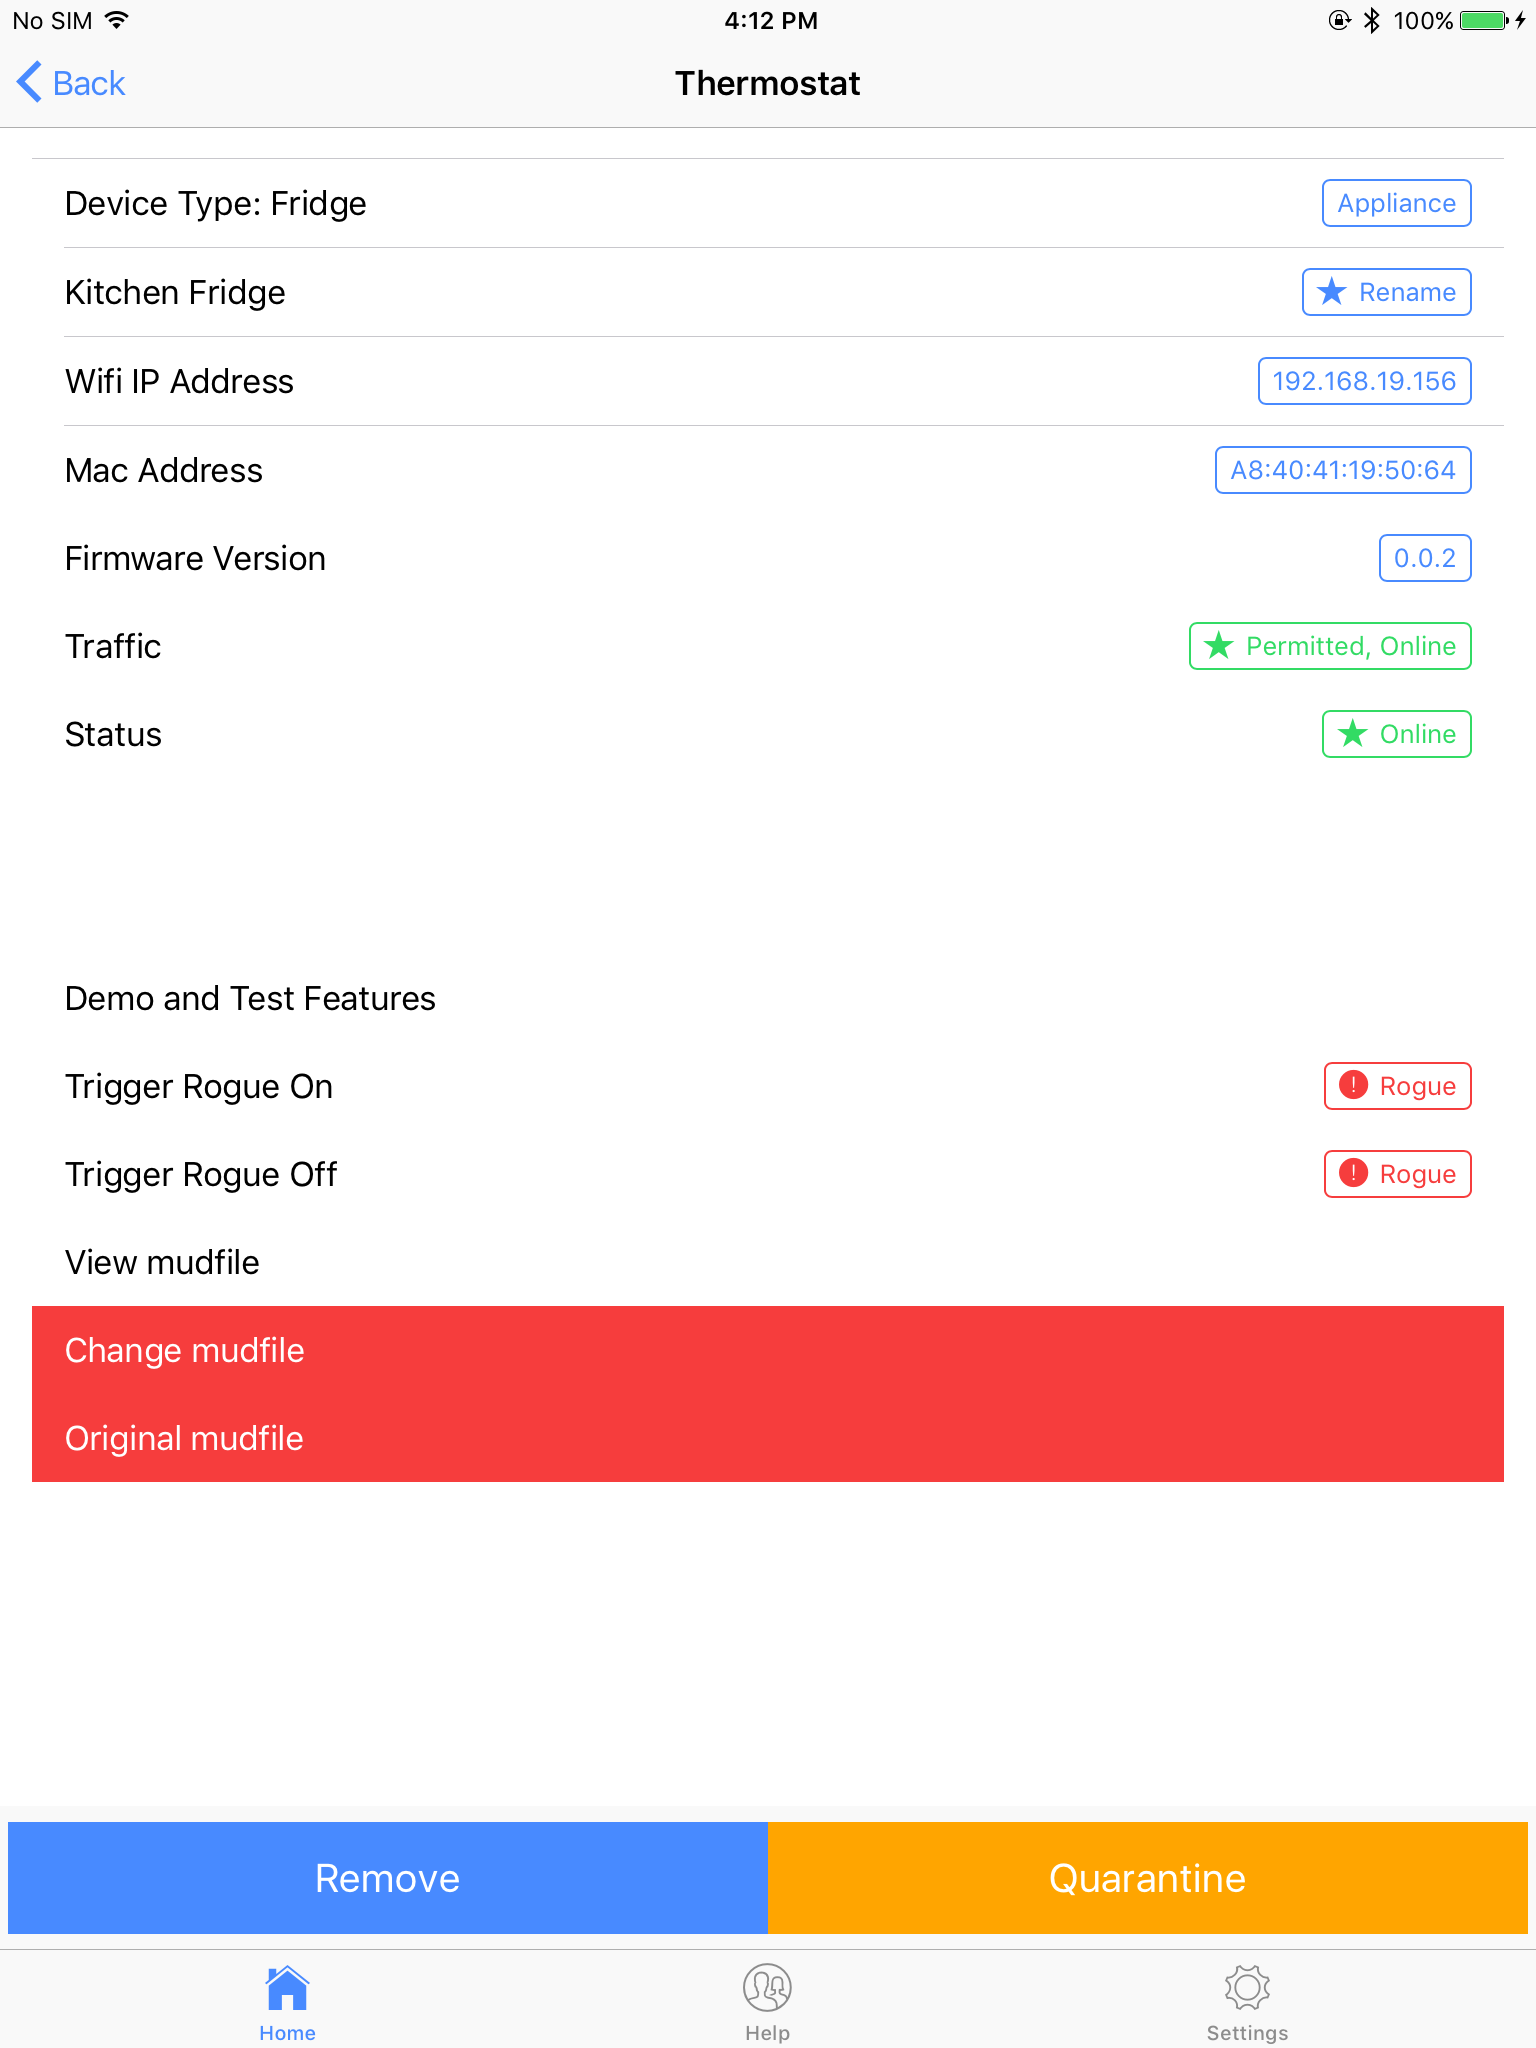 No SIM 4:12 PM 100%
Back Thermostat
Device Type: Fridge Appliance
Kitchen Fridge Rename
Wifi IP Address 192.168.19.156
Mac Address A8:40:41:19:50:64
Firmware Version 0.0.2
Traffic Permitted, Online
Status Online
Demo and Test Features
Trigger Rogue On Rogue
Trigger Rogue Off Rogue
View mudfile
Change mudfile
Original mudfile
Remove Quarantine
Home Help Settings